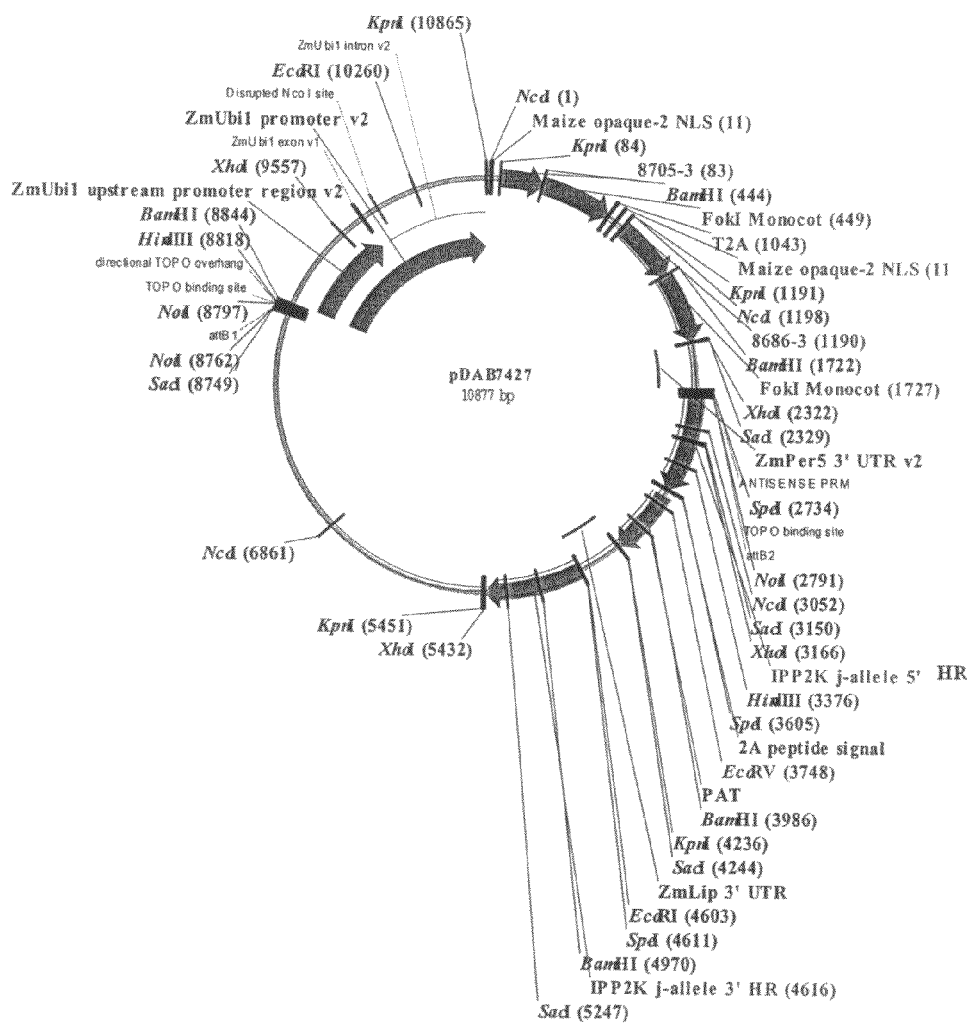 KpnI (10865)
ZmUbi1 intron v2
EcoRI (10260)
Disrupted NcoI site
ZmUbi1 promoter v2
ZmUbi1 exon v1
XhoI (9557)
ZmUbi1 upstream promoter region v2
BamHI (8844)
HindIII (8818)
directional TOPO overhang
TOPO binding site
NotI (8797)
attB1
NotI (8762)
SacI (8749)
NcoI (1)
Maize opaque-2 NLS (11)
KpnI (84)
8705-3 (83)
BamHI (444)
FokI Monocot (449)
T2A (1043)
Maize opaque-2 NLS (11
KpnI (1191)
NcoI (1198)
8686-3 (1190)
BamHI (1722)
FokI Monocot (1727)
XhoI (2322)
SacI (2329)
ZmPer5 3' UTR v2
ANTISENSE PRM
SpeI (2734)
TOPO binding site
attB2
NotI (2791)
NcoI (3052)
SacI (3150)
XhoI (3166)
IPP2K j-allele 5' HR
HindIII (3376)
SpeI (3605)
2A peptide signal
EcoRV (3748)
PAT
BamHI (3986)
KpnI (4236)
SacI (4244)
ZmLip 3' UTR
EcoRI (4603)
SpeI (4611)
BamHI (4970)
IPP2K j-allele 3' HR (4616)
SacI (5247)
pDAB7427
10877 bp
NcoI (6861)
KpnI (5451)
XhoI (5432)